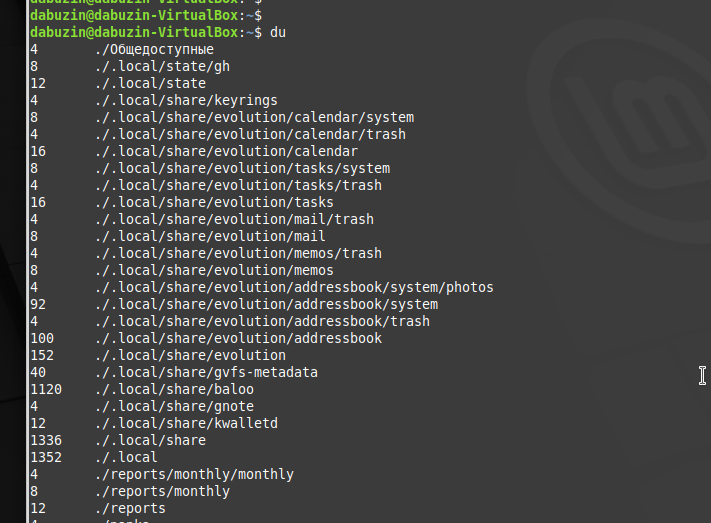 dabuzin@dabuzin-VirtualBox:~$
dabuzin@dabuzin-VirtualBox:~$ du
4 ./Общедоступные
8 ./.local/state/gh
12 ./.local/state
4 ./.local/share/keyrings
8 ./.local/share/evolution/calendar/system
4 ./.local/share/evolution/calendar/trash
16 ./.local/share/evolution/calendar
8 ./.local/share/evolution/tasks/system
4 ./.local/share/evolution/tasks/trash
16 ./.local/share/evolution/tasks
4 ./.local/share/evolution/mail/trash
8 ./.local/share/evolution/mail
4 ./.local/share/evolution/memos/trash
8 ./.local/share/evolution/memos
4 ./.local/share/evolution/addressbook/system/photos
92 ./.local/share/evolution/addressbook/system
4 ./.local/share/evolution/addressbook/trash
100 ./.local/share/evolution/addressbook
152 ./.local/share/evolution
40 ./.local/share/gvfs-metadata
1120 ./.local/share/baloo
4 ./.local/share/gnote
12 ./.local/share/kwalletd
1336 ./.local/share
1352 ./.local
4 ./reports/monthly/monthly
8 ./reports/monthly
12 ./reports